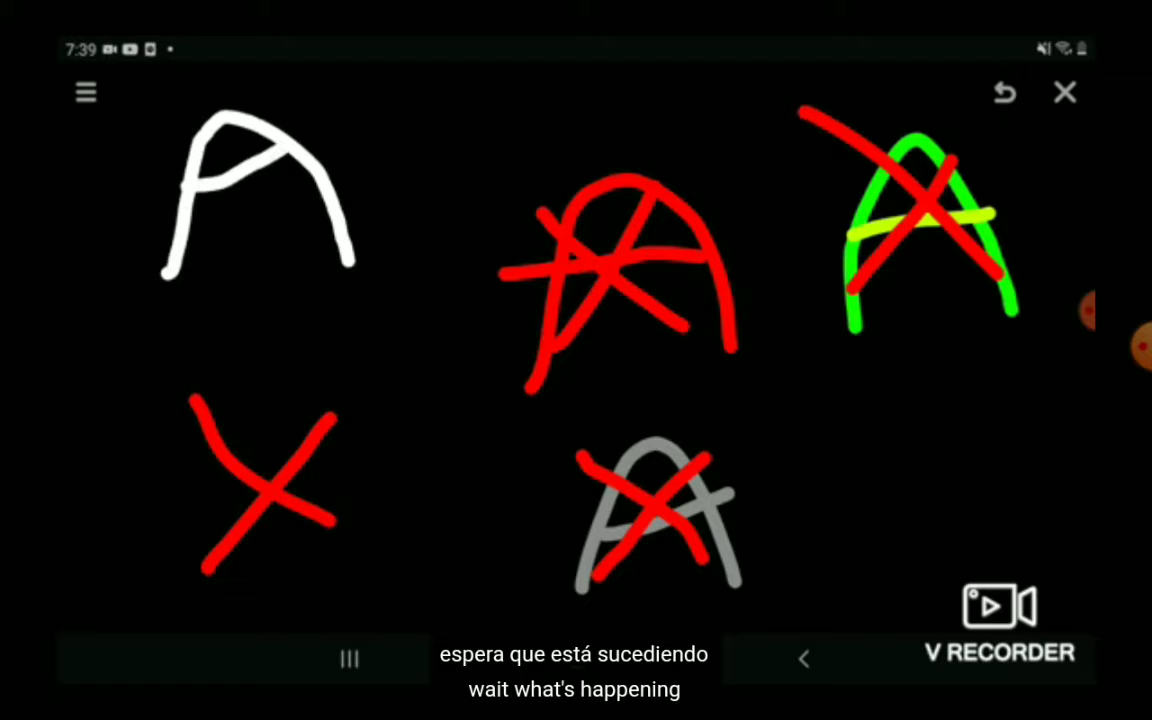 7:39
A
A
A
X
A
V RECORDER
espera que está sucediendo
wait what's happening